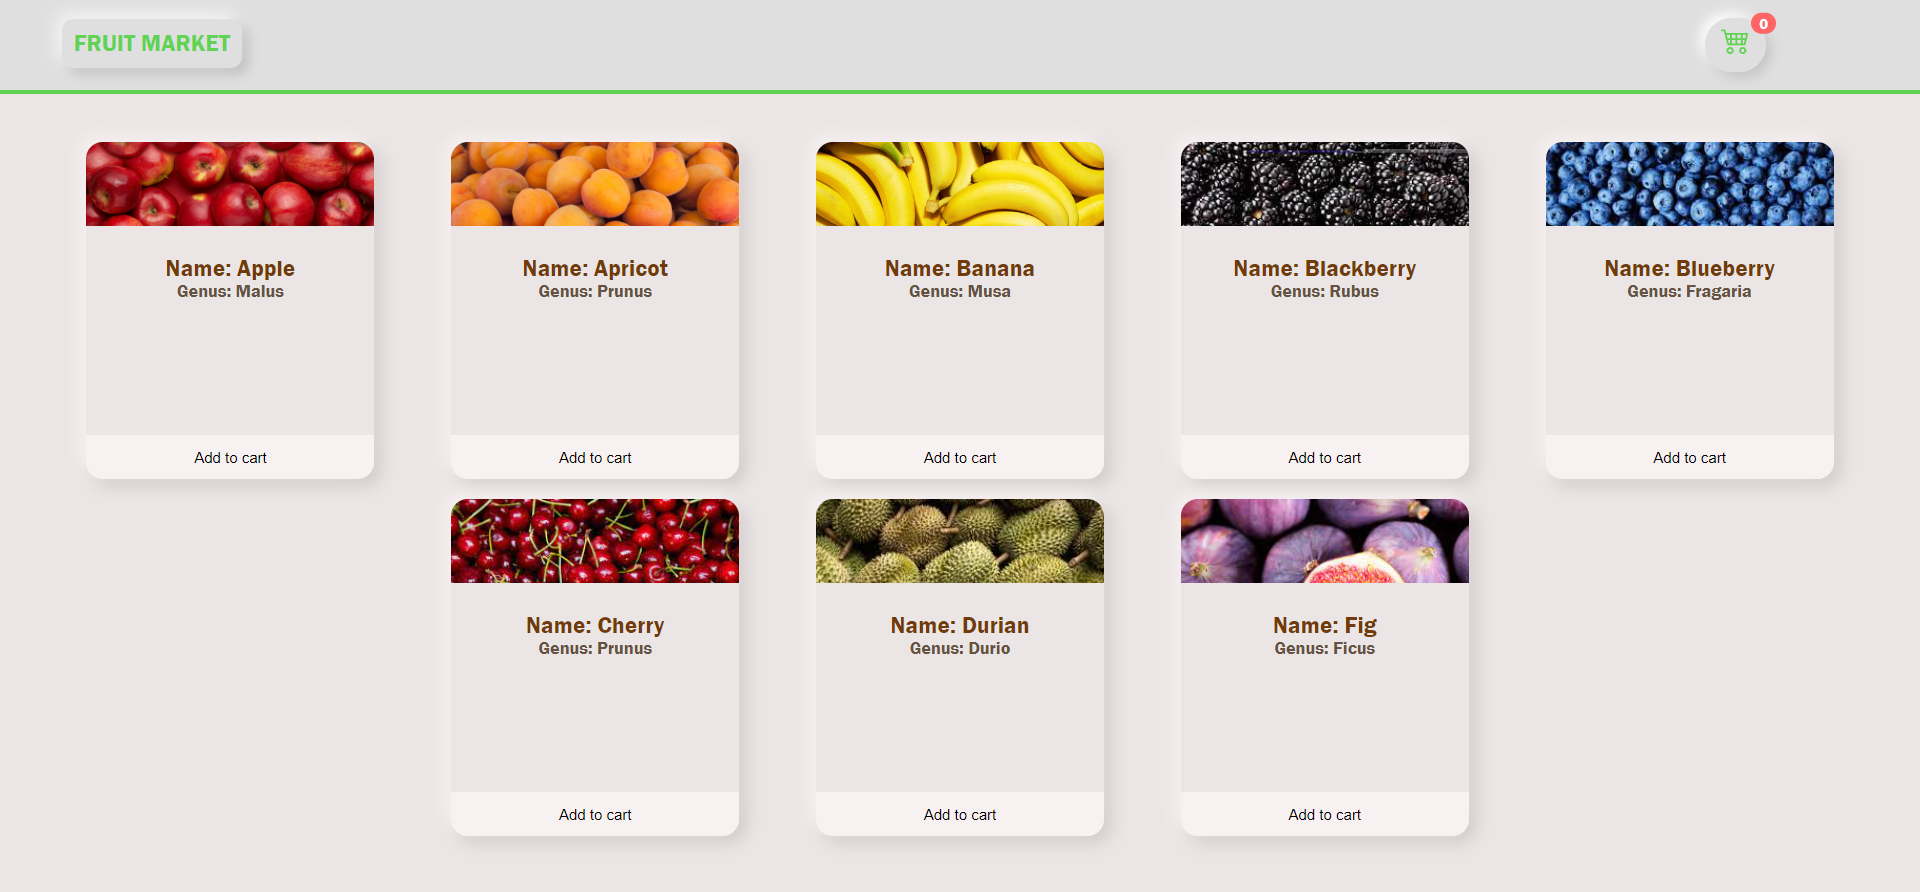 FRUIT MARKET
0
Name: Apple
Genus: Malus
Add to cart
Name: Apricot
Genus: Prunus
Add to cart
Name: Banana
Genus: Musa
Add to cart
Name: Blackberry
Genus: Rubus
Add to cart
Name: Blueberry
Genus: Fragaria
Add to cart
Name: Cherry
Genus: Prunus
Add to cart
Name: Durian
Genus: Durio
Add to cart
Name: Fig
Genus: Ficus
Add to cart